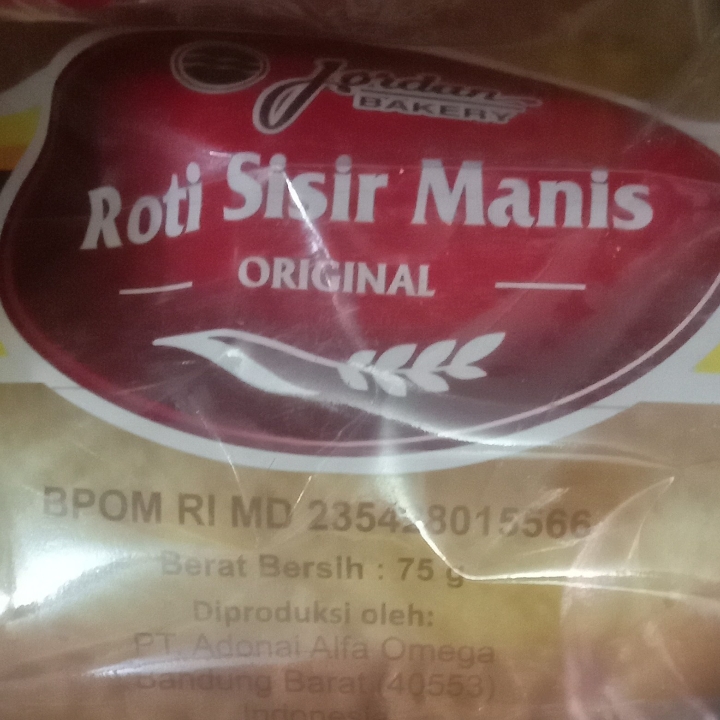 Jordan
BAKERY
Roti Sisir Manis
ORIGINAL
BPOM RI MD 235428015566
Berat Bersih : 75 g
Diproduksi oleh:
PT. Adonai Alfa Omega
Bandung Barat (40553)
Indonesia